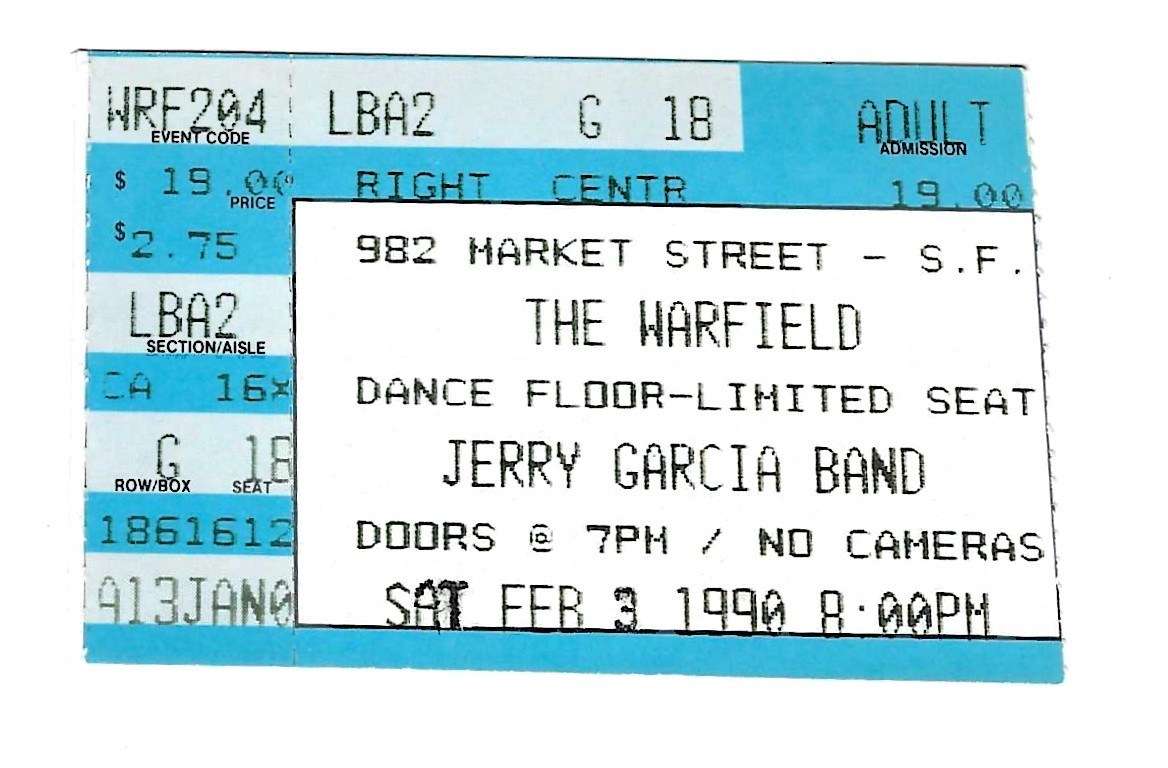 WRF204 LBA2 G 18 ADULT
EVENT CODE ADMISSION
$ 19.00 RIGHT CENTR 19.00
PRICE
$2.75 982 MARKET STREET - S.F.
LBA2 THE WARFIELD
SECTION/AISLE
CA 16* DANCE FLOOR-LIMITED SEAT
G 18 JERRY GARCIA BAND
ROW/BOX SEAT
1861612 DOORS @ 7PM / NO CAMERAS
A13JAN0 SAT FEB 3 1990 8:00PM